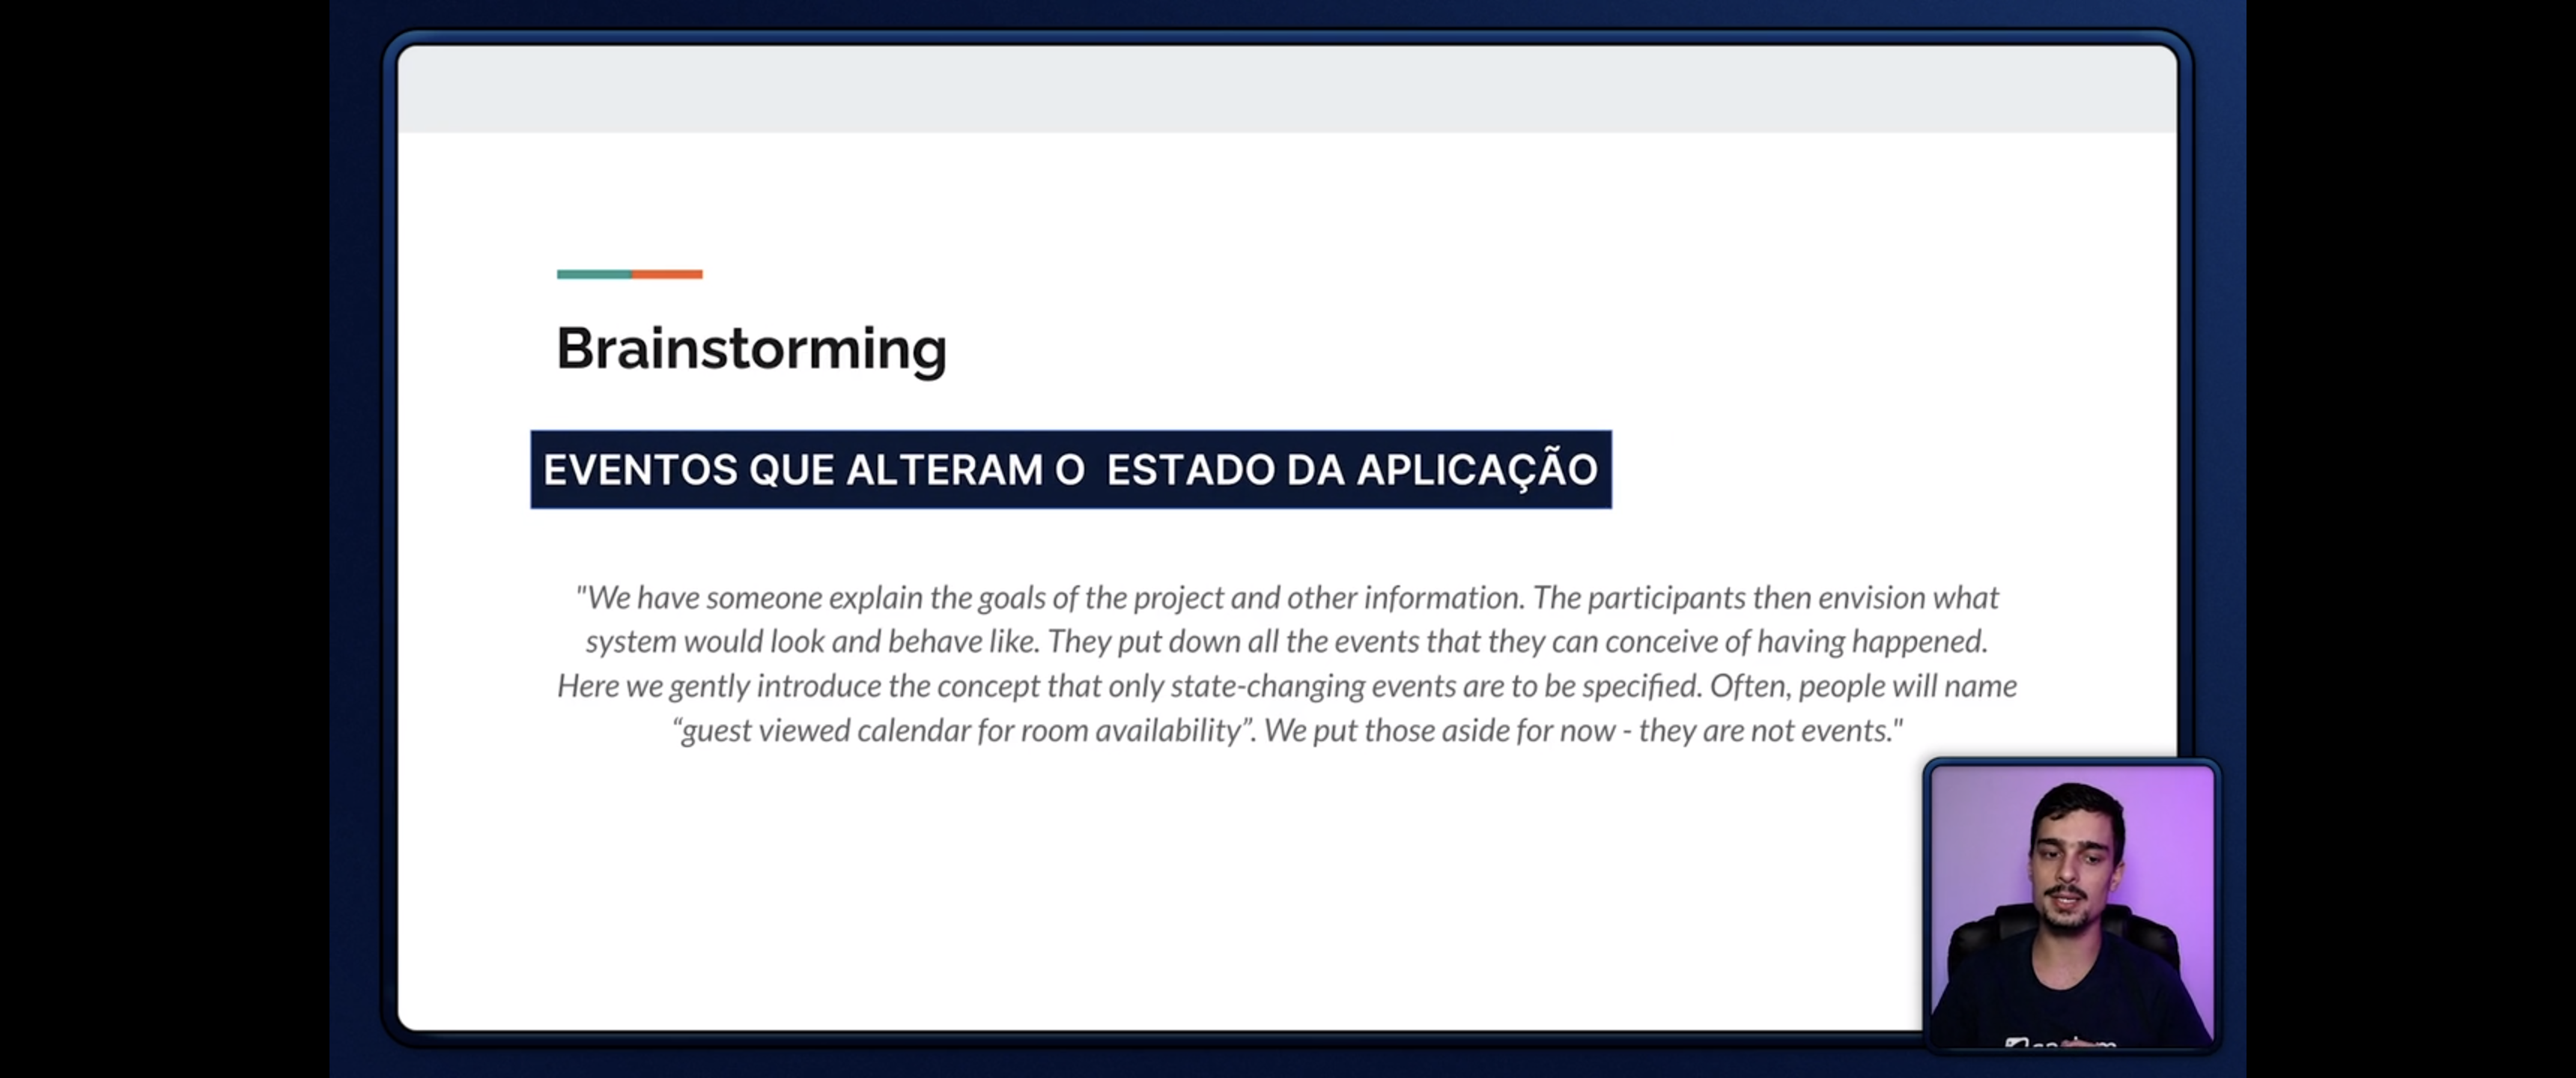 Brainstorming
EVENTOS QUE ALTERAM O ESTADO DA APLICAÇÃO
"We have someone explain the goals of the project and other information. The participants then envision what
system would look and behave like. They put down all the events that they can conceive of having happened.
Here we gently introduce the concept that only state-changing events are to be specified. Often, people will name
“guest viewed calendar for room availability”. We put those aside for now - they are not events."